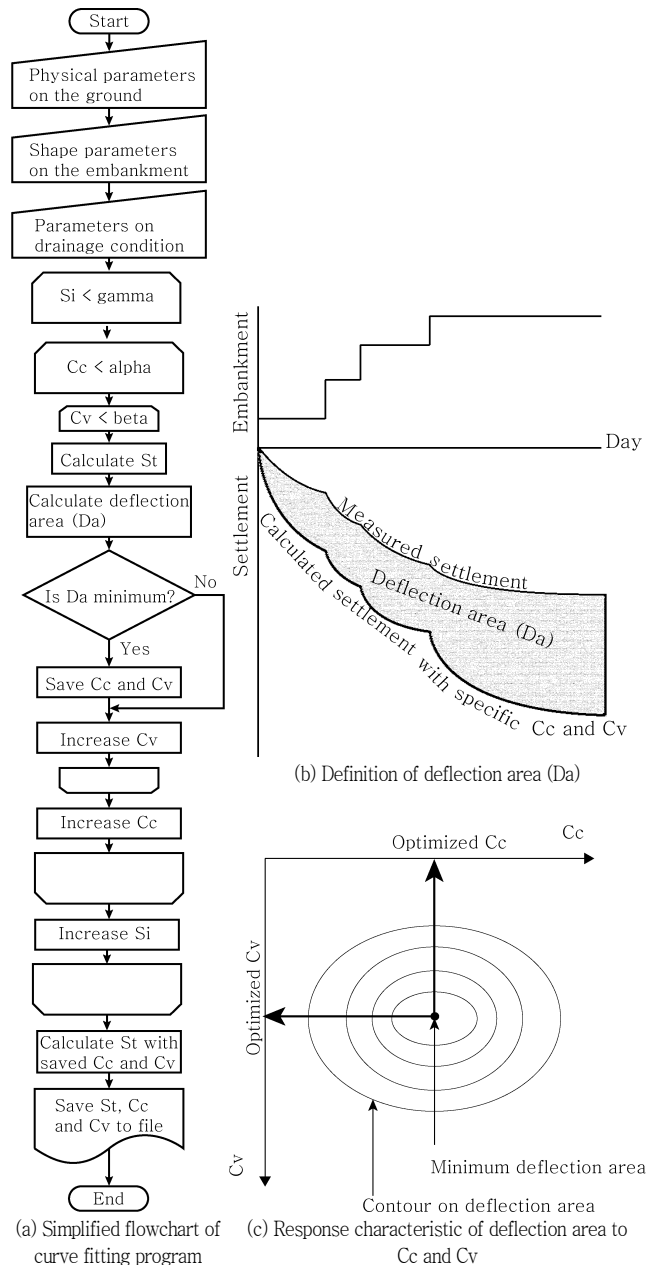 Start
Physical parameters
on the ground
Shape parameters
on the embankment
Parameters on
drainage condition
Si < gamma
Cc < alpha
Cv < beta
Calculate St
Calculate deflection
area (Da)
Is Da minimum?
No
Yes
Save Cc and Cv
Increase Cv
Increase Cc
Increase Si
Calculate St with
saved Cc and Cv
Save St, Cc
and Cv to file
End
(a) Simplified flowchart of
curve fitting program
Embankment
Day
Settlement
Measured settlement
Deflection area (Da)
Calculated settlement with specific Cc and Cv
(b) Definition of deflection area (Da)
Cc
Optimized Cc
Optimized Cv
Cv
Minimum deflection area
Contour on deflection area
(c) Response characteristic of deflection area to
Cc and Cv